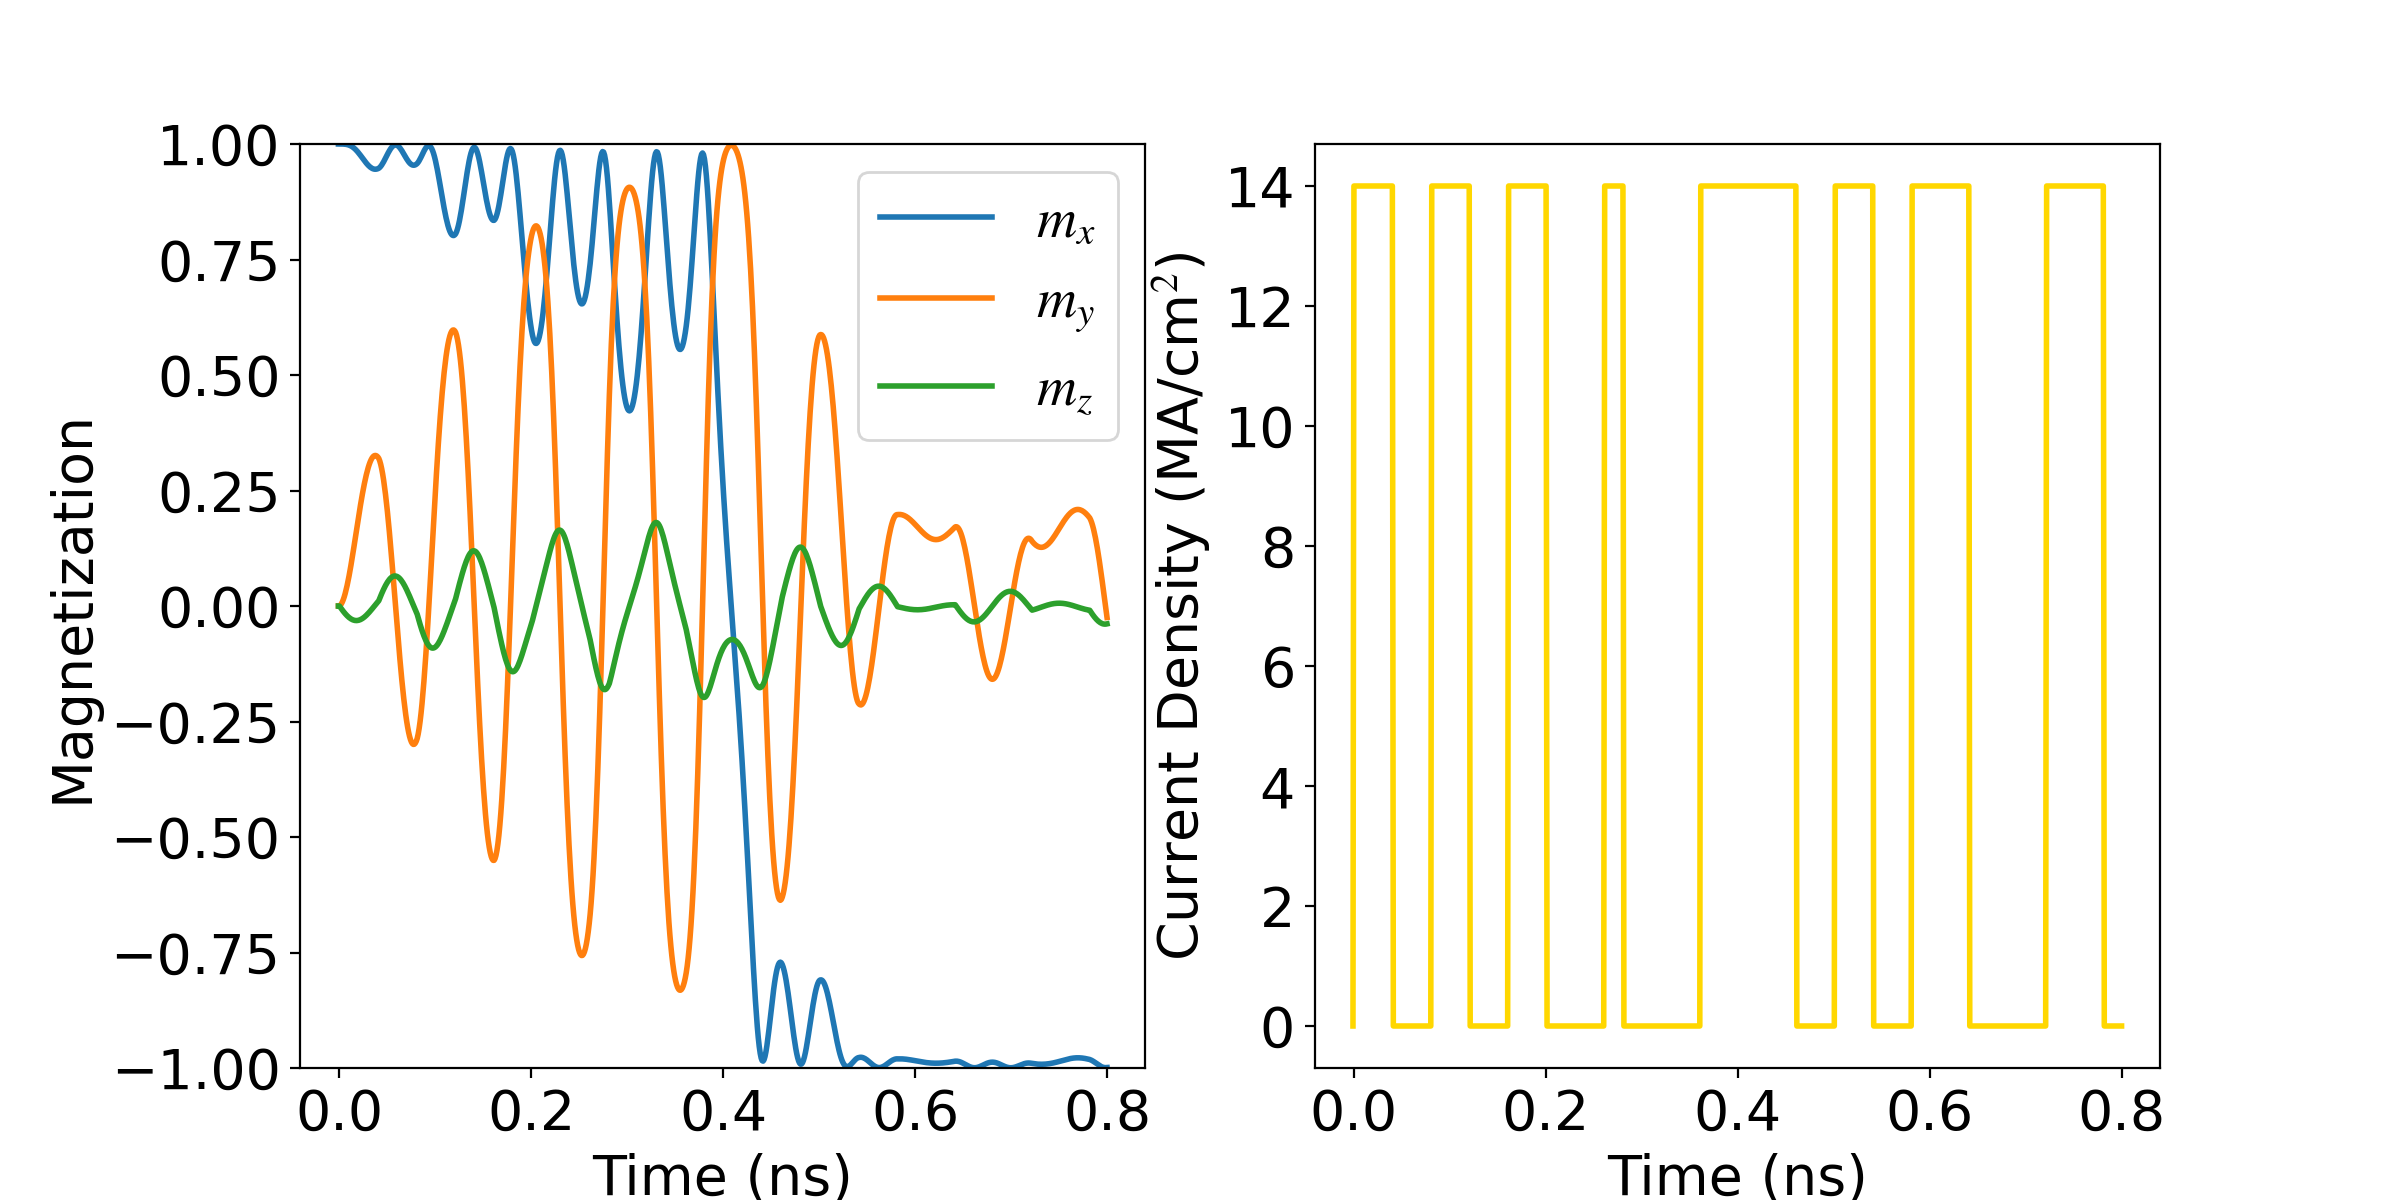 Magnetization
1.00
0.75
0.50
0.25
0.00
−0.25
−0.50
−0.75
−1.00
0.0 0.2 0.4 0.6 0.8
Time (ns)
m_x
m_y
m_z
Current Density (MA/cm²)
14
12
10
8
6
4
2
0
0.0 0.2 0.4 0.6 0.8
Time (ns)